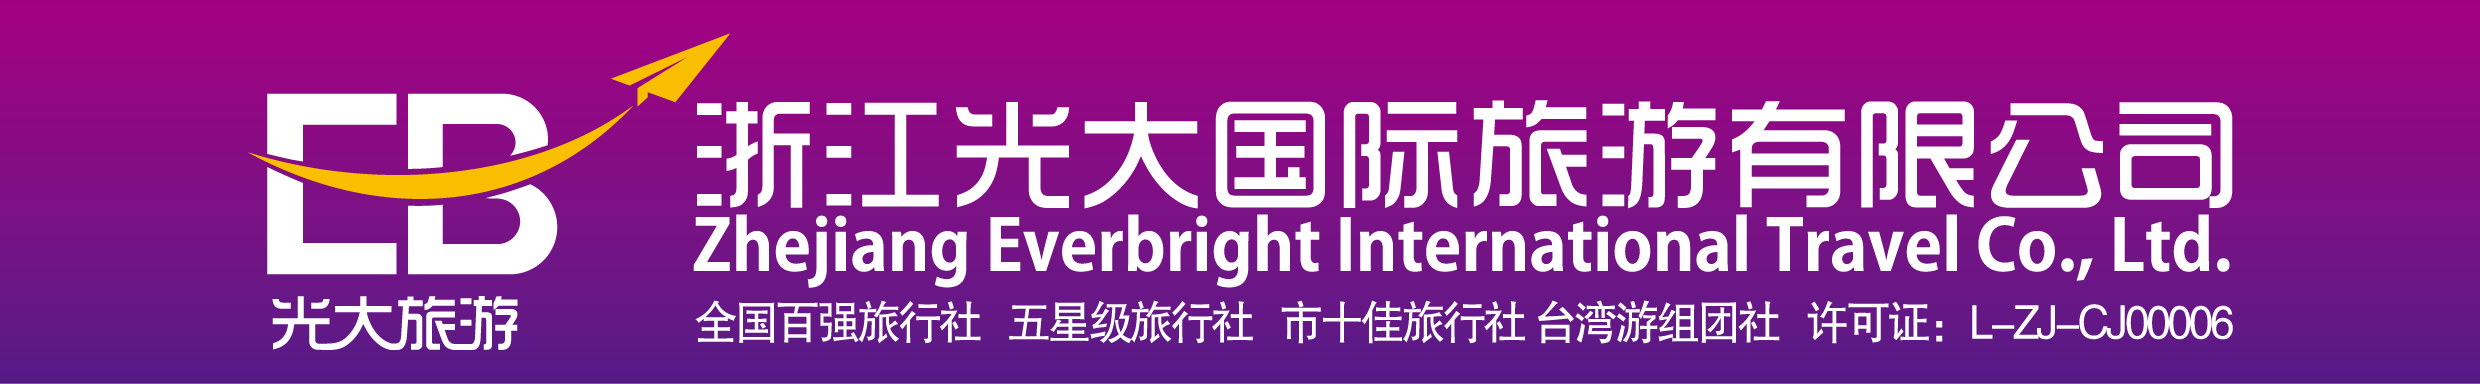 EB
光大旅游
浙江光大国际旅游有限公司
Zhejiang Everbright International Travel Co., Ltd.
全国百强旅行社 五星级旅行社 市十佳旅行社 台湾游组团社 许可证：L-ZJ-CJ00006